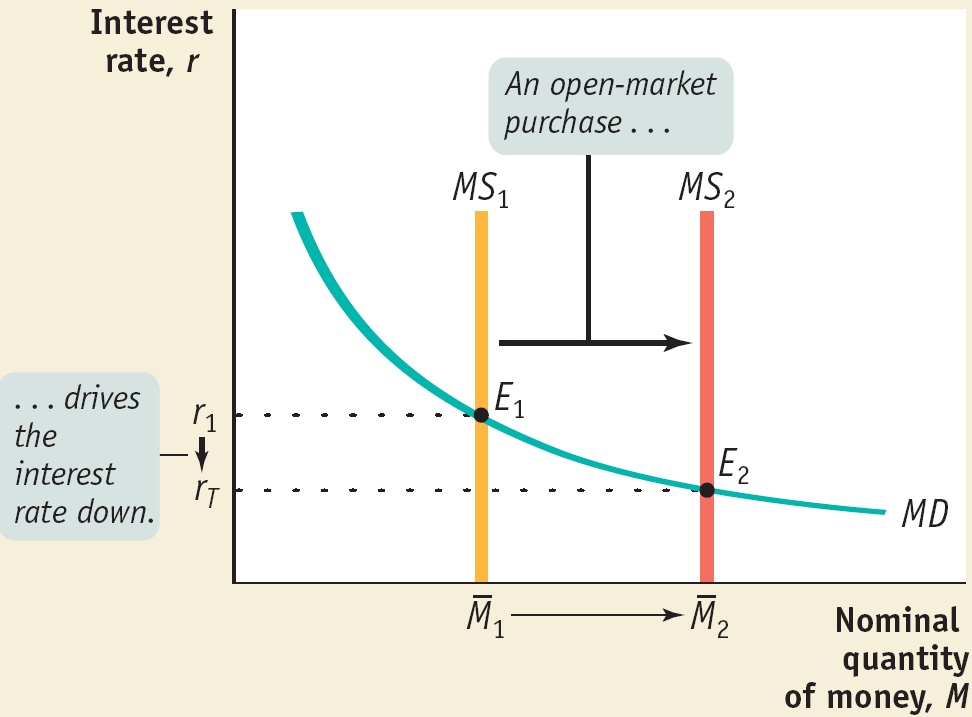 Interest
rate, r
An open-market
purchase . . .
MS₁
MS₂
. . . drives
the
interest
rate down.
r₁
r_T
E₁
E₂
MD
M̅₁
M̅₂
Nominal
quantity
of money, M